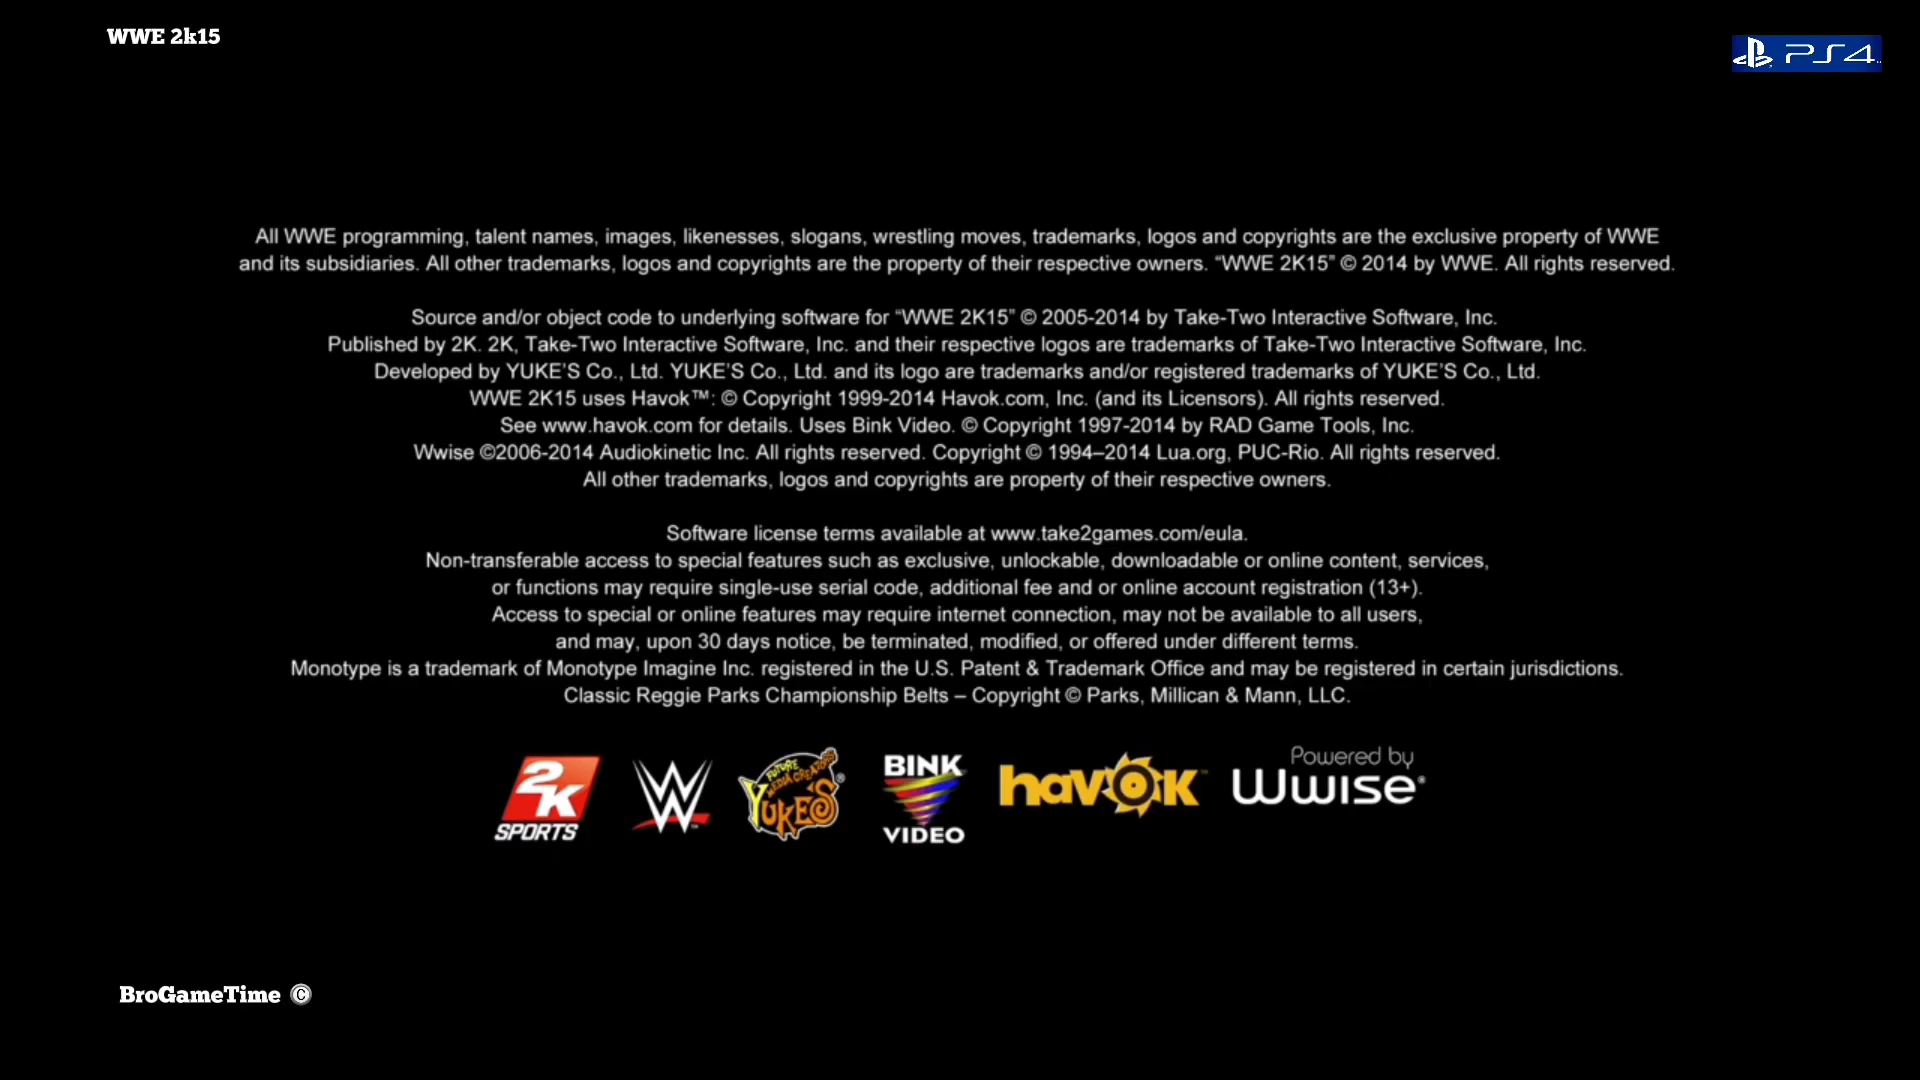 WWE 2k15
PS4
All WWE programming, talent names, images, likenesses, slogans, wrestling moves, trademarks, logos and copyrights are the exclusive property of WWE
and its subsidiaries. All other trademarks, logos and copyrights are the property of their respective owners. “WWE 2K15” © 2014 by WWE. All rights reserved.
Source and/or object code to underlying software for “WWE 2K15” © 2005-2014 by Take-Two Interactive Software, Inc.
Published by 2K. 2K, Take-Two Interactive Software, Inc. and their respective logos are trademarks of Take-Two Interactive Software, Inc.
Developed by YUKE’S Co., Ltd. YUKE’S Co., Ltd. and its logo are trademarks and/or registered trademarks of YUKE’S Co., Ltd.
WWE 2K15 uses Havok™: © Copyright 1999-2014 Havok.com, Inc. (and its Licensors). All rights reserved.
See www.havok.com for details. Uses Bink Video. © Copyright 1997-2014 by RAD Game Tools, Inc.
Wwise ©2006-2014 Audiokinetic Inc. All rights reserved. Copyright © 1994–2014 Lua.org, PUC-Rio. All rights reserved.
All other trademarks, logos and copyrights are property of their respective owners.
Software license terms available at www.take2games.com/eula.
Non-transferable access to special features such as exclusive, unlockable, downloadable or online content, services,
or functions may require single-use serial code, additional fee and or online account registration (13+).
Access to special or online features may require internet connection, may not be available to all users,
and may, upon 30 days notice, be terminated, modified, or offered under different terms.
Monotype is a trademark of Monotype Imagine Inc. registered in the U.S. Patent & Trademark Office and may be registered in certain jurisdictions.
Classic Reggie Parks Championship Belts – Copyright © Parks, Millican & Mann, LLC.
2K
SPORTS
W
FUTURE
MEDIA CREATORS
YUKE'S ®
BINK
VIDEO
havok™
Powered by
Wwise®
BroGameTime ©